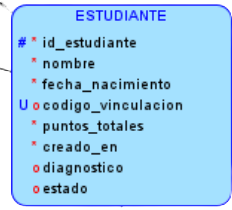 ESTUDIANTE
# * id_estudiante
* nombre
* fecha_nacimiento
U o codigo_vinculacion
* puntos_totales
* creado_en
o diagnostico
o estado